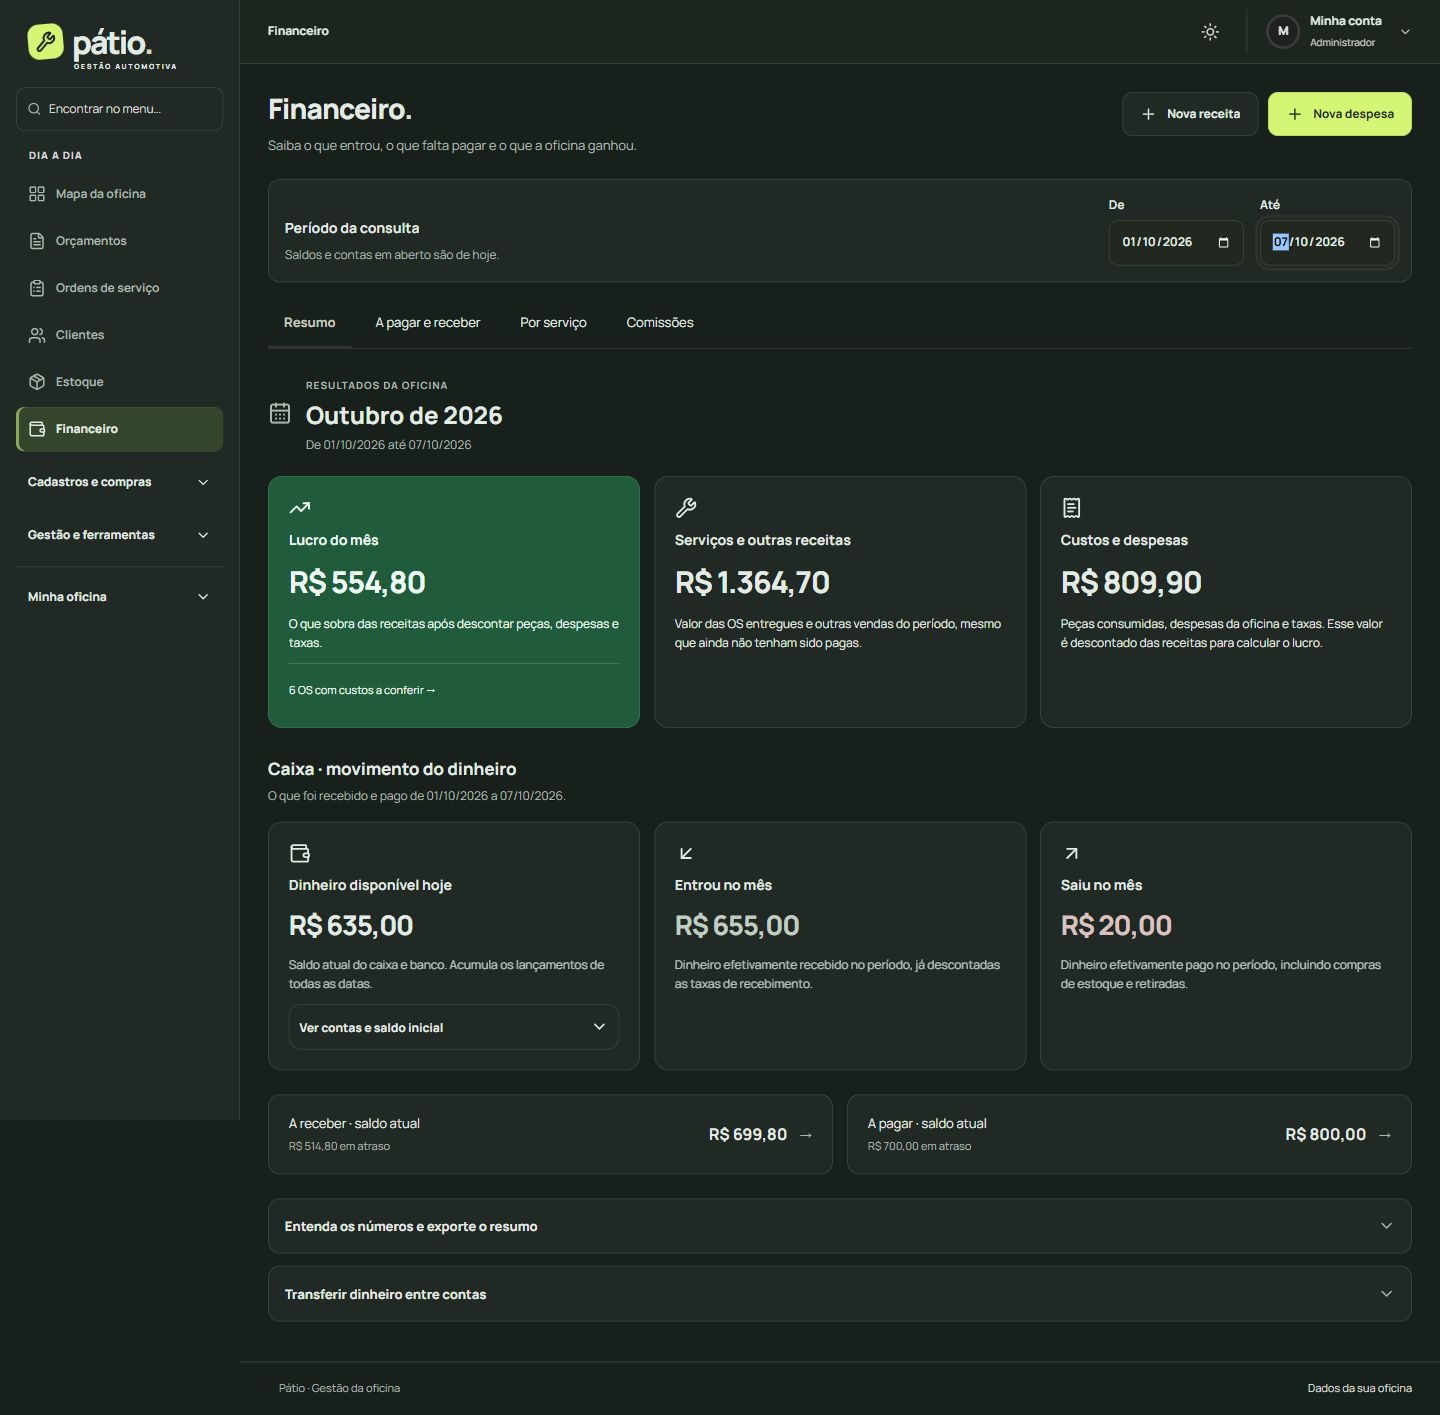 pátio.
GESTÃO AUTOMOTIVA
Encontrar no menu...
DIA A DIA
Mapa da oficina
Orçamentos
Ordens de serviço
Clientes
Estoque
Financeiro
Cadastros e compras
Gestão e ferramentas
Minha oficina
Financeiro
M
Minha conta
Administrador
Financeiro.
Saiba o que entrou, o que falta pagar e o que a oficina ganhou.
+ Nova receita
+ Nova despesa
Período da consulta
Saldos e contas em aberto são de hoje.
De
01/10/2026
Até
07/10/2026
Resumo
A pagar e receber
Por serviço
Comissões
RESULTADOS DA OFICINA
Outubro de 2026
De 01/10/2026 até 07/10/2026
Lucro do mês
R$ 554,80
O que sobra das receitas após descontar peças, despesas e
taxas.
6 OS com custos a conferir →
Serviços e outras receitas
R$ 1.364,70
Valor das OS entregues e outras vendas do período, mesmo
que ainda não tenham sido pagas.
Custos e despesas
R$ 809,90
Peças consumidas, despesas da oficina e taxas. Esse valor
é descontado das receitas para calcular o lucro.
Caixa · movimento do dinheiro
O que foi recebido e pago de 01/10/2026 a 07/10/2026.
Dinheiro disponível hoje
R$ 635,00
Saldo atual do caixa e banco. Acumula os lançamentos de
todas as datas.
Ver contas e saldo inicial
Entrou no mês
R$ 655,00
Dinheiro efetivamente recebido no período, já descontadas
as taxas de recebimento.
Saiu no mês
R$ 20,00
Dinheiro efetivamente pago no período, incluindo compras
de estoque e retiradas.
A receber · saldo atual
R$ 514,80 em atraso
R$ 699,80 →
A pagar · saldo atual
R$ 700,00 em atraso
R$ 800,00 →
Entenda os números e exporte o resumo
Transferir dinheiro entre contas
Pátio · Gestão da oficina
Dados da sua oficina